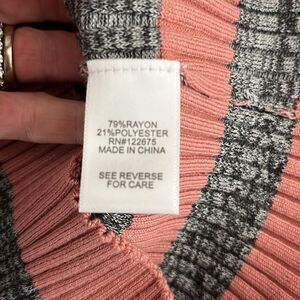 79%RAYON
21%POLYESTER
RN#122675
MADE IN CHINA
SEE REVERSE
FOR CARE